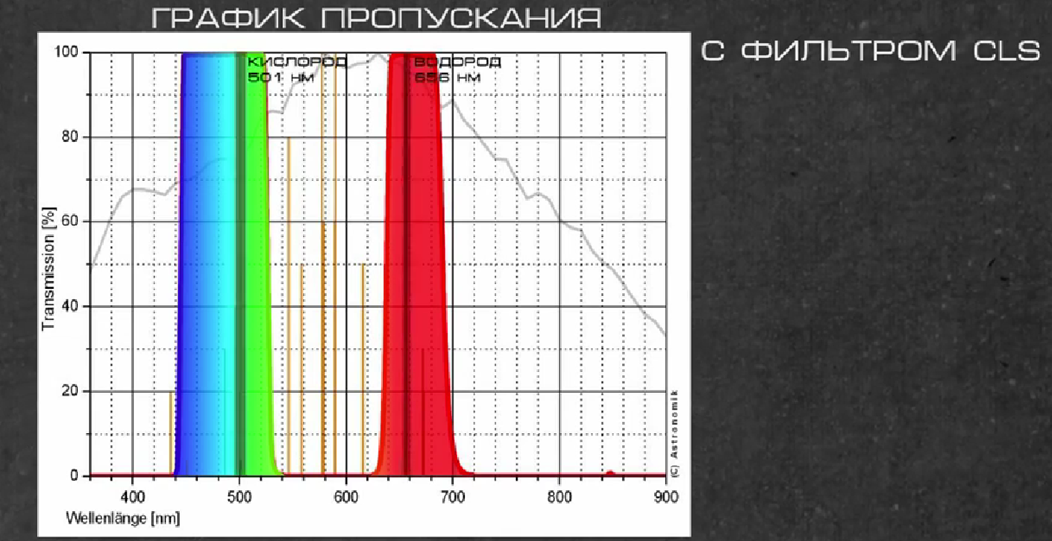 ГРАФИК ПРОПУСКАНИЯ
С ФИЛЬТРОМ CLS
100
80
60
40
20
0
Transmission [%]
КИСЛОРОД
501 НМ
ВОДОРОД
656 НМ
(C) Astronomik
400 500 600 700 800 900
Wellenlänge [nm]